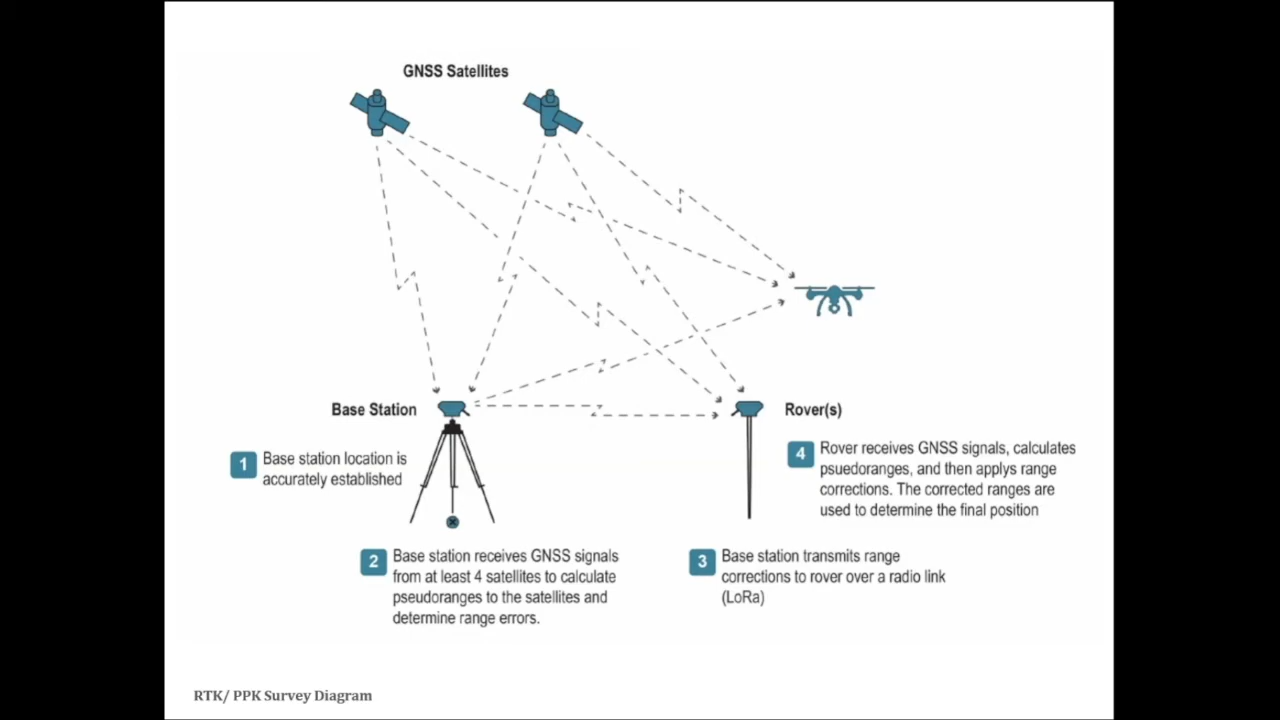 GNSS Satellites
Base Station
1
Base station location is
accurately established
2
Base station receives GNSS signals
from at least 4 satellites to calculate
pseudoranges to the satellites and
determine range errors.
Rover(s)
4
Rover receives GNSS signals, calculates
psuedoranges, and then applys range
corrections. The corrected ranges are
used to determine the final position
3
Base station transmits range
corrections to rover over a radio link
(LoRa)
RTK/ PPK Survey Diagram